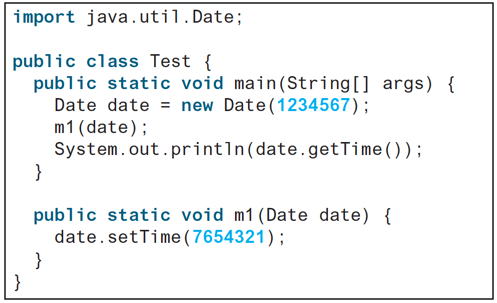 import java.util.Date;
public class Test {
public static void main(String[] args) {
Date date = new Date(1234567);
m1(date);
System.out.println(date.getTime());
}
public static void m1(Date date) {
date.setTime(7654321);
}
}